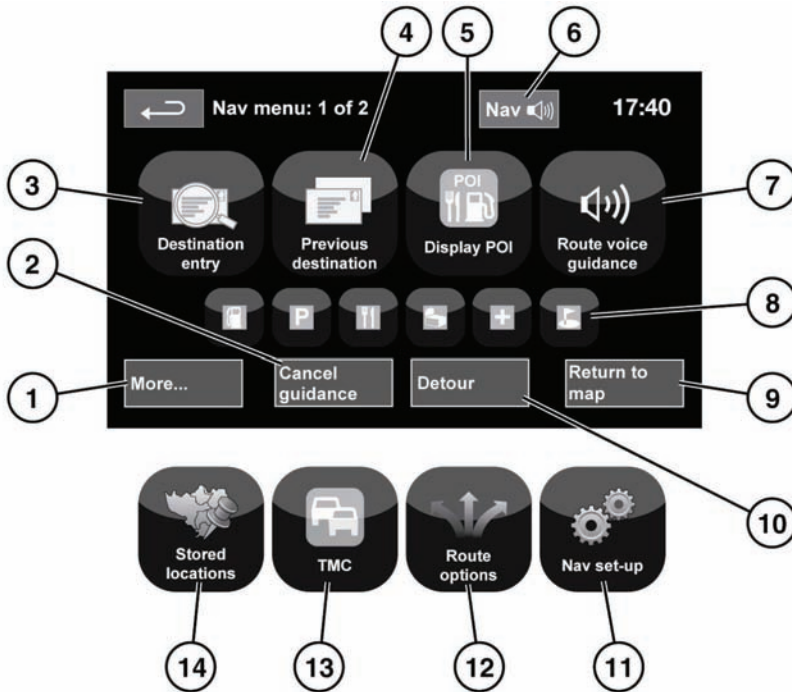 4
5
6
Nav menu: 1 of 2
Nav
17:40
3
7
POI
Destination
entry
Previous
destination
Display POI
Route voice
guidance
2
P
8
1
More...
Cancel
guidance
Detour
Return to
map
9
10
Stored
locations
TMC
Route
options
Nav set-up
14
13
12
11